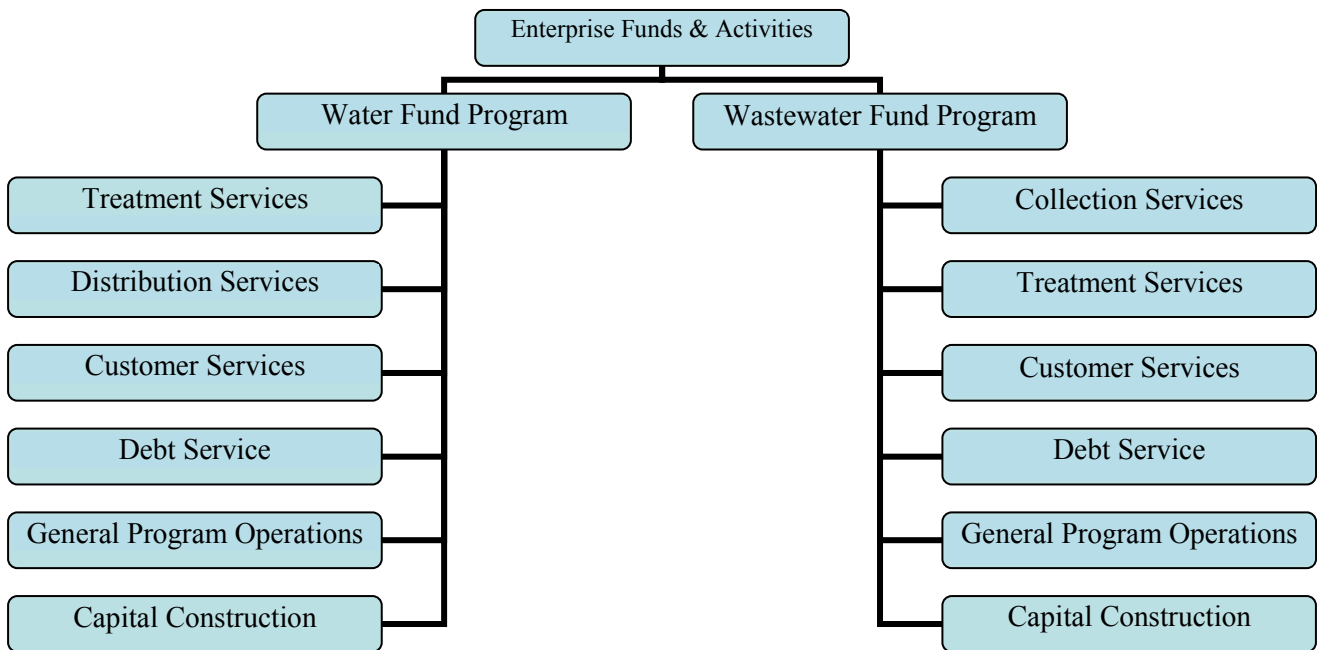 Enterprise Funds & Activities
Water Fund Program
Wastewater Fund Program
Treatment Services
Distribution Services
Customer Services
Debt Service
General Program Operations
Capital Construction
Collection Services
Treatment Services
Customer Services
Debt Service
General Program Operations
Capital Construction